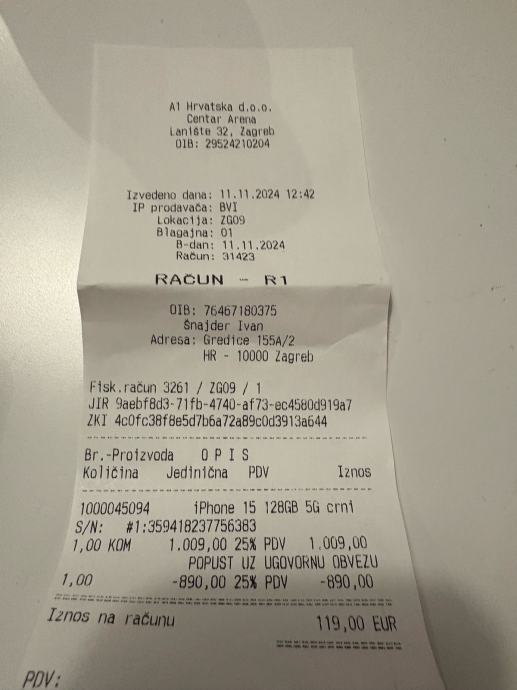 A1 Hrvatska d.o.o.
Centar Arena
Lanište 32, Zagreb
OIB: 29524210204
Izvedeno dana: 11.11.2024 12:42
IP prodavača: BVI
Lokacija: ZG09
Blagajna: 01
B-dan: 11.11.2024
Račun: 31423
RAČUN - R1
OIB: 76467180375
Šnajder Ivan
Adresa: Gredice 155A/2
HR - 10000 Zagreb
Fisk.račun 3261 / ZG09 / 1
JIR 9aebf8d3-71fb-4740-af73-ec4580d919a7
ZKI 4c0fc38f8e5d7b6a72a89c0d3913a644
Br.-Proizvoda O P I S
Količina Jedinična PDV Iznos
1000045094 iPhone 15 128GB 5G crni
S/N: #1:359418237756383
1,00 KOM 1.009,00 25% PDV 1.009,00
POPUST UZ UGOVORNU OBVEZU
1,00 -890,00 25% PDV -890,00
Iznos na računu 119,00 EUR
PDV: